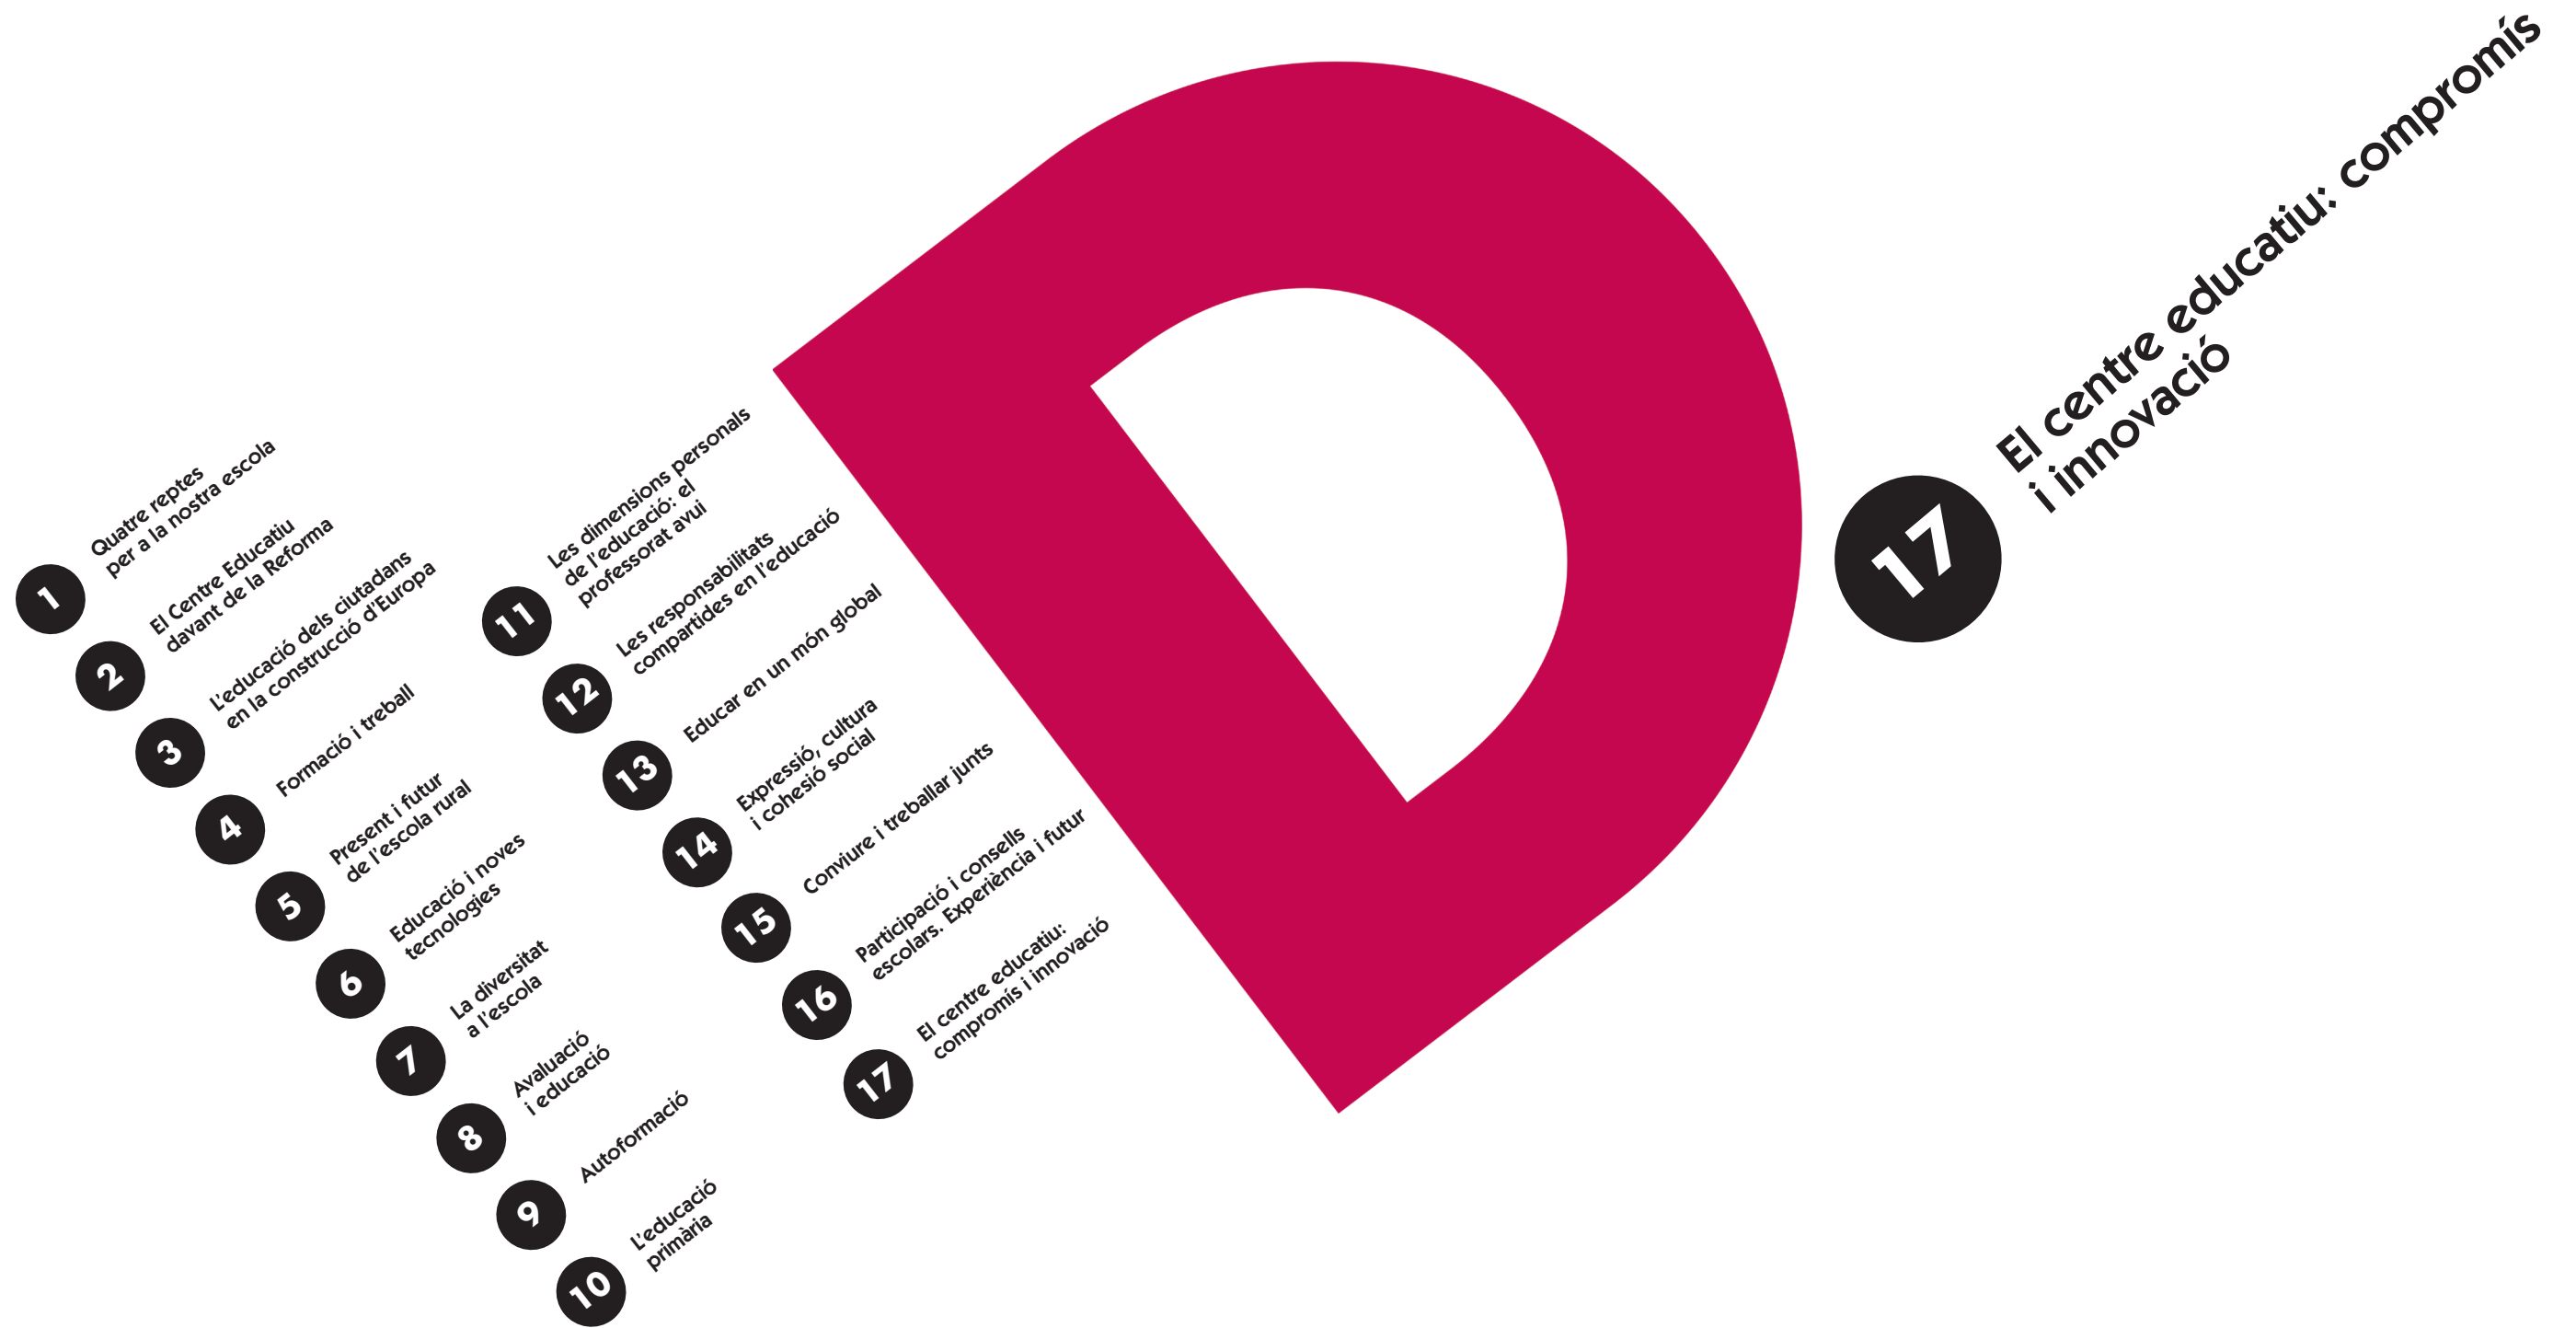 1
Quatre reptes
per a la nostra escola
2
El Centre Educatiu
davant de la Reforma
3
L'educació dels ciutadans
en la construcció d'Europa
4
Formació i treball
5
Present i futur
de l'escola rural
6
Educació i noves
tecnologies
7
La diversitat
a l'escola
8
Avaluació
i educació
9
Autoformació
10
L'educació
primària
11
Les dimensions personals
de l'educació: el
professorat avui
12
Les responsabilitats
compartides en l'educació
13
Educar en un món global
14
Expressió, cultura
i cohesió social
15
Conviure i treballar junts
16
Participació i consells
escolars. Experiència i futur
17
El centre educatiu:
compromís i innovació
D
17
El centre educatiu: compromís
i innovació